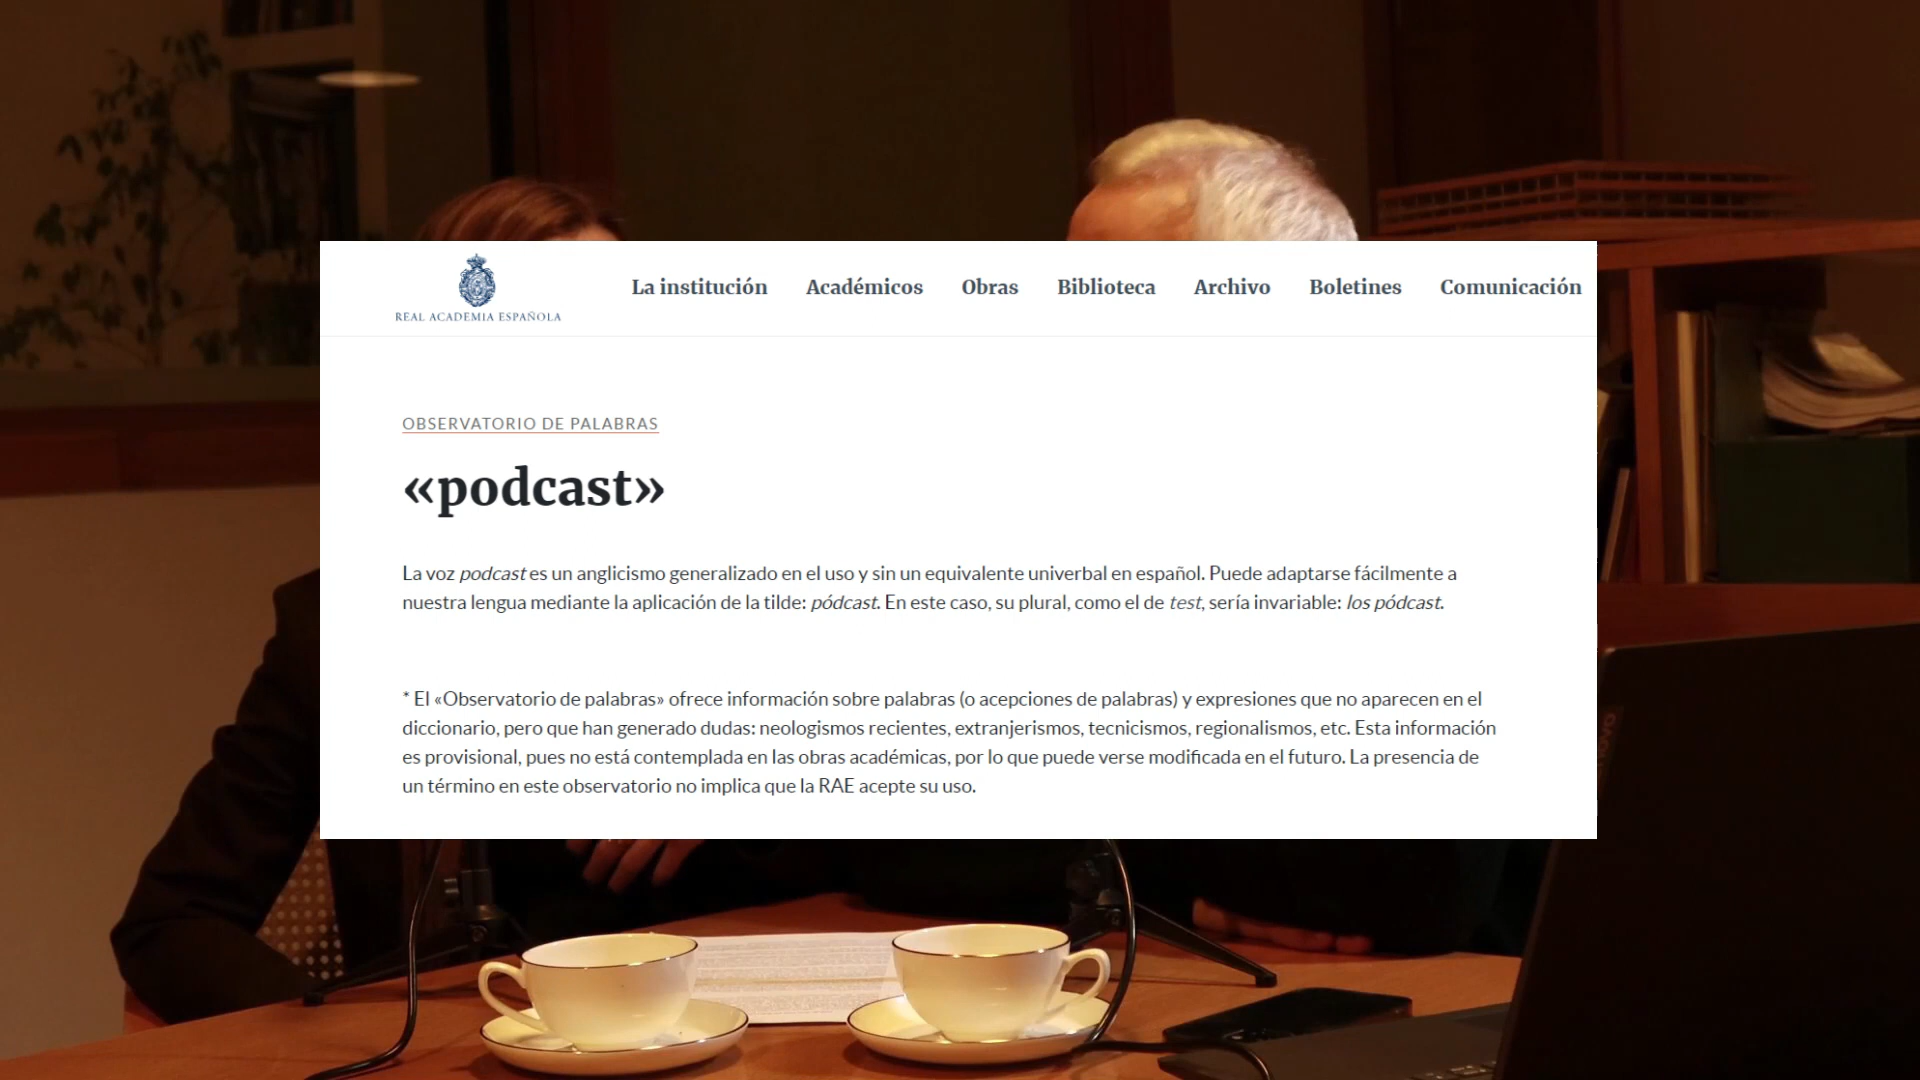 REAL ACADEMIA ESPAÑOLA
La institución Académicos Obras Biblioteca Archivo Boletines Comunicación
OBSERVATORIO DE PALABRAS
«podcast»
La voz podcast es un anglicismo generalizado en el uso y sin un equivalente univerbal en español. Puede adaptarse fácilmente a
nuestra lengua mediante la aplicación de la tilde: pódcast. En este caso, su plural, como el de test, sería invariable: los pódcast.
* El «Observatorio de palabras» ofrece información sobre palabras (o acepciones de palabras) y expresiones que no aparecen en el
diccionario, pero que han generado dudas: neologismos recientes, extranjerismos, tecnicismos, regionalismos, etc. Esta información
es provisional, pues no está contemplada en las obras académicas, por lo que puede verse modificada en el futuro. La presencia de
un término en este observatorio no implica que la RAE acepte su uso.